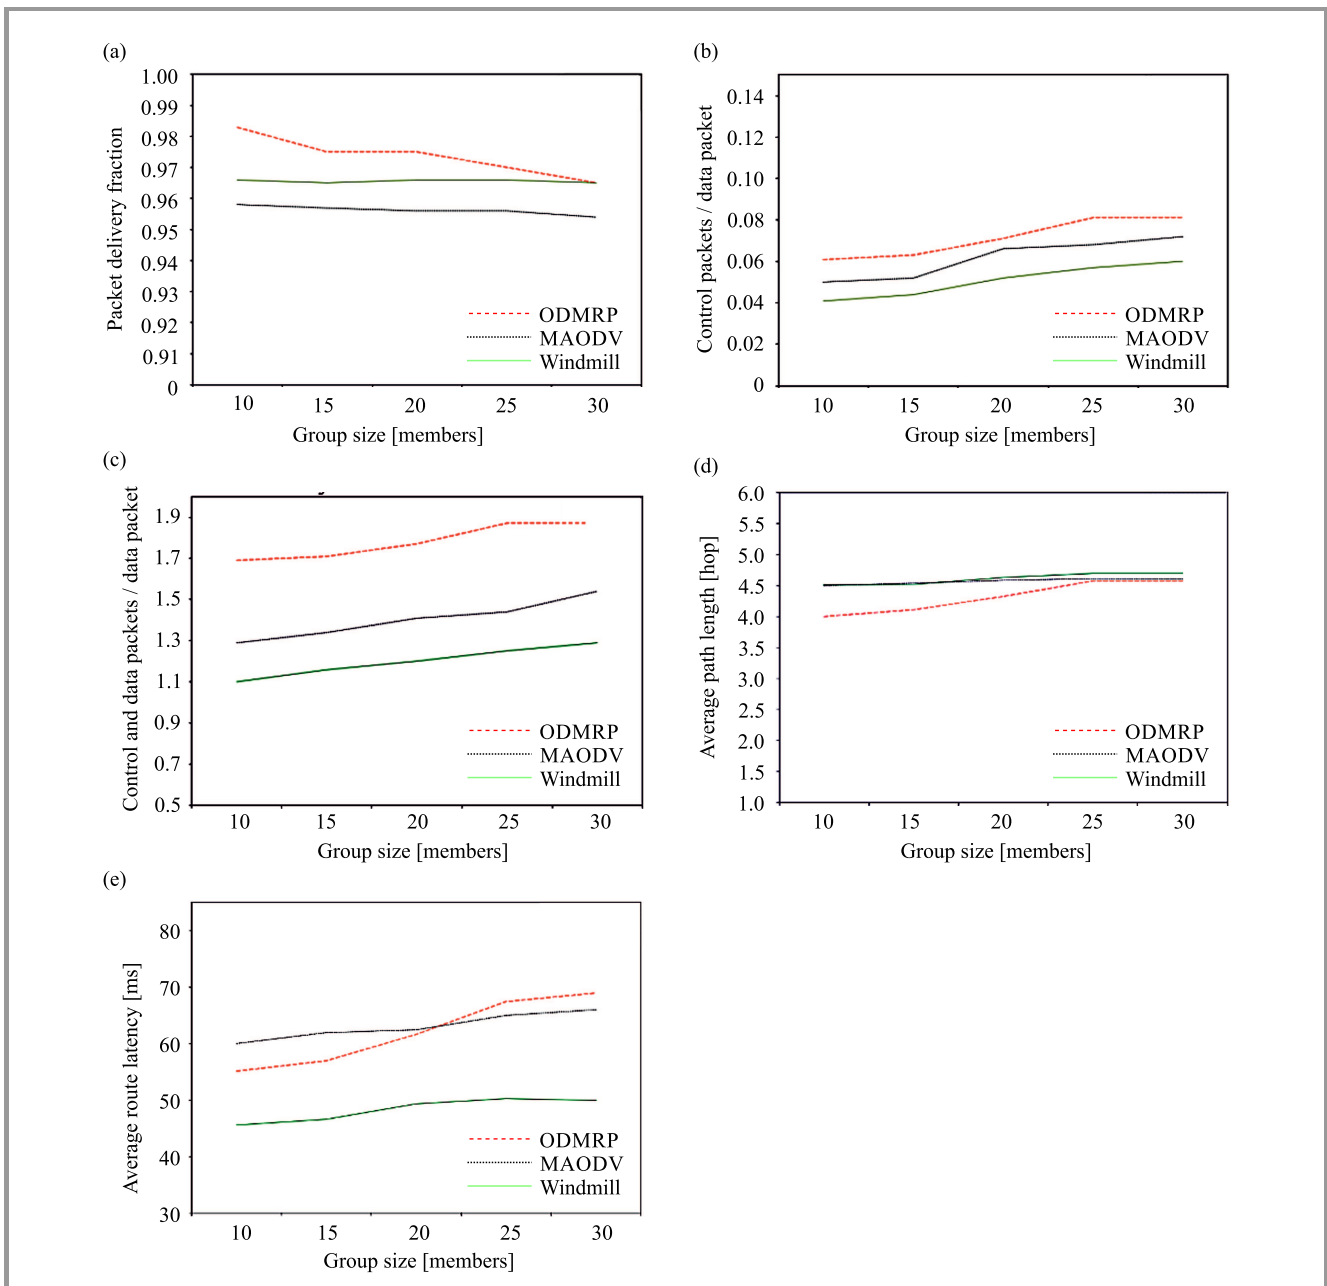 (a)
Packet delivery fraction
1.00
0.99
0.98
0.97
0.96
0.95
0.94
0.93
0.92
0.91
0
ODMRP
MAODV
Windmill
10 15 20 25 30
Group size [members]
(b)
Control packets / data packet
0.14
0.12
0.10
0.08
0.06
0.04
0.02
0
ODMRP
MAODV
Windmill
10 15 20 25 30
Group size [members]
(c)
Control and data packets / data packet
1.9
1.7
1.5
1.3
1.1
0.9
0.7
0.5
ODMRP
MAODV
Windmill
10 15 20 25 30
Group size [members]
(d)
Average path length [hop]
6.0
5.5
5.0
4.5
4.0
3.5
3.0
2.5
2.0
1.5
1.0
ODMRP
MAODV
Windmill
10 15 20 25 30
Group size [members]
(e)
Average route latency [ms]
80
70
60
50
40
30
ODMRP
MAODV
Windmill
10 15 20 25 30
Group size [members]